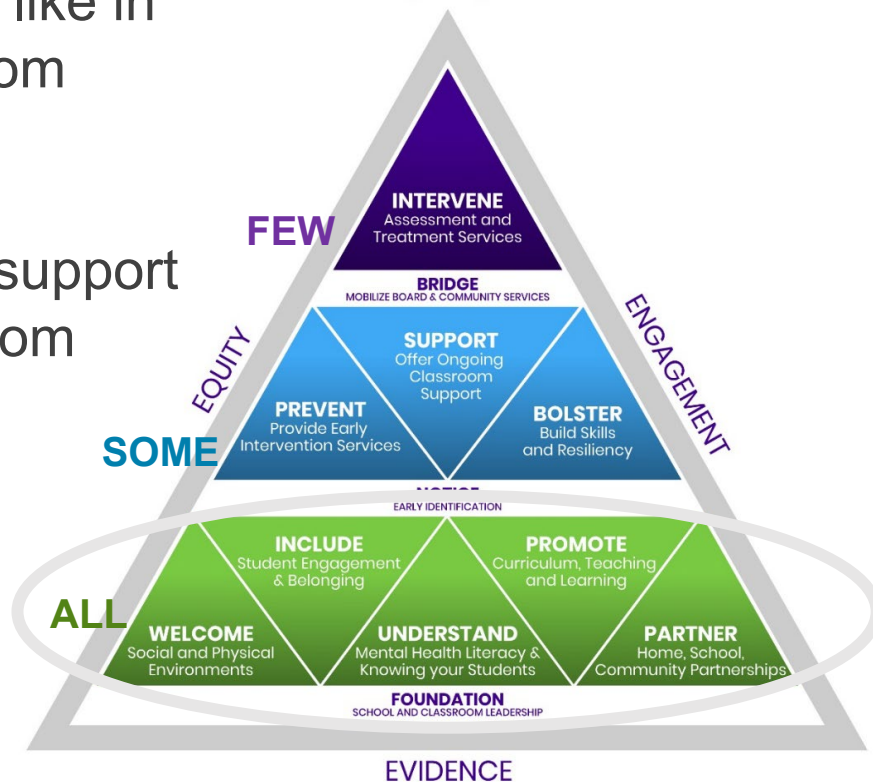 like in
om
support
om
INTERVENE
Assessment and
Treatment Services
FEW
BRIDGE
MOBILIZE BOARD & COMMUNITY SERVICES
EQUITY
ENGAGEMENT
SUPPORT
Offer Ongoing
Classroom
Support
PREVENT
Provide Early
Intervention Services
BOLSTER
Build Skills
and Resiliency
SOME
NOTICE
EARLY IDENTIFICATION
INCLUDE
Student Engagement
& Belonging
PROMOTE
Curriculum, Teaching
and Learning
ALL
WELCOME
Social and Physical
Environments
UNDERSTAND
Mental Health Literacy &
Knowing your Students
PARTNER
Home, School,
Community Partnerships
FOUNDATION
SCHOOL AND CLASSROOM LEADERSHIP
EVIDENCE